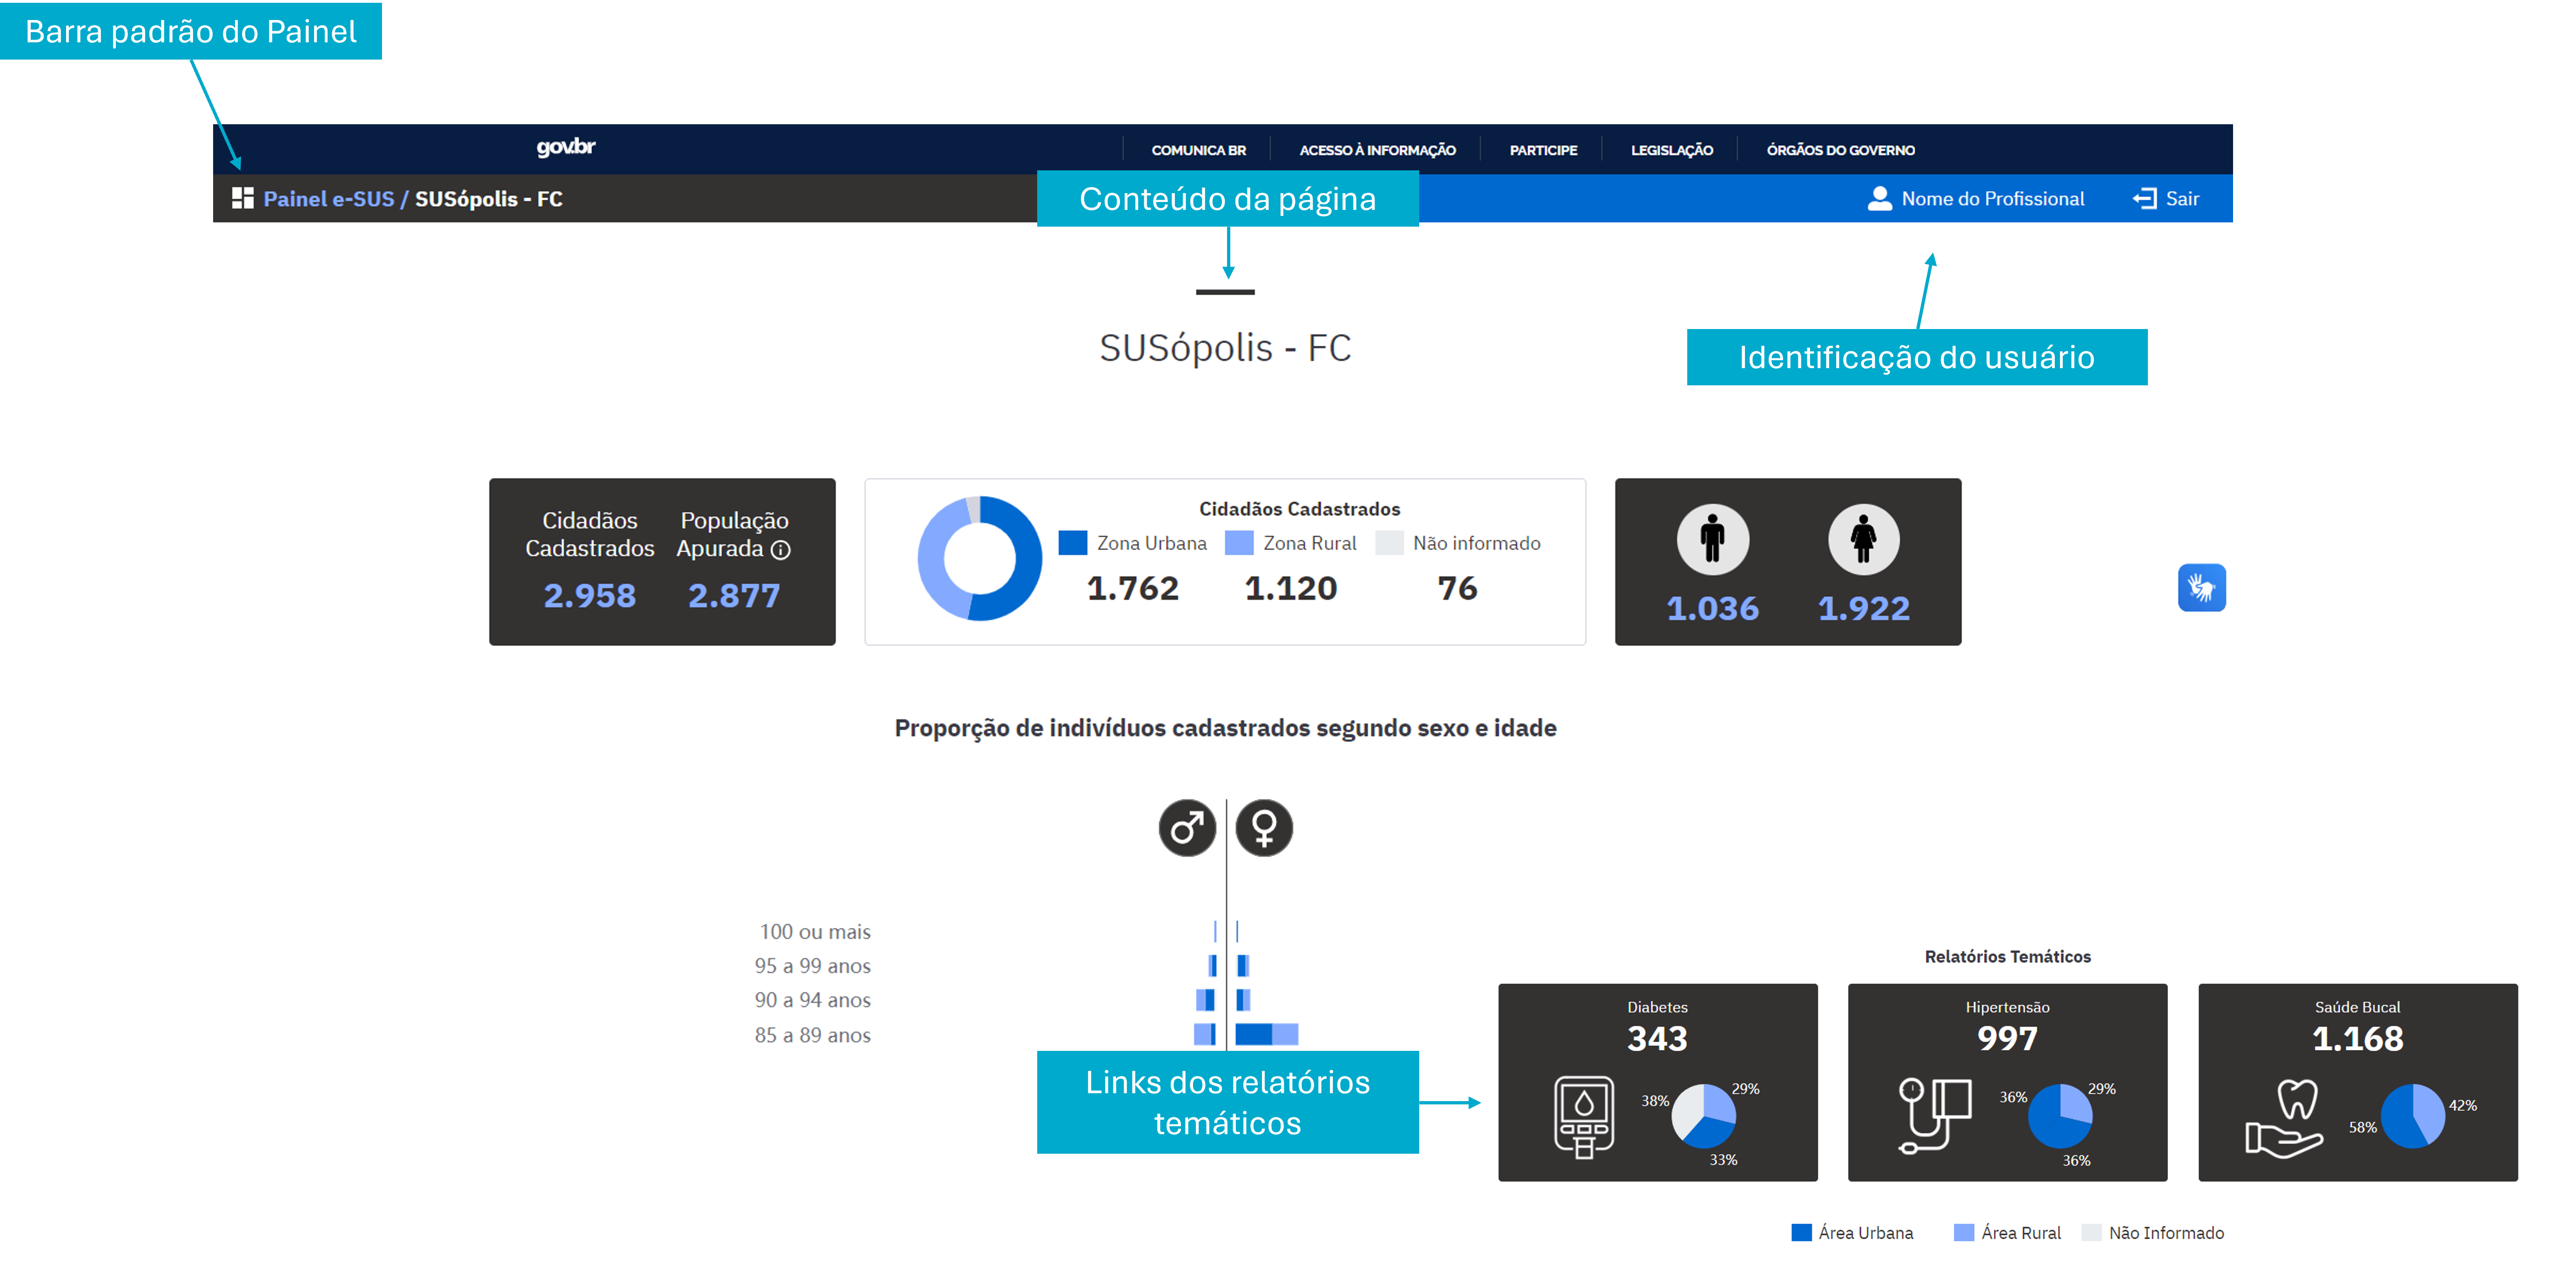 Barra padrão do Painel
gov.br
COMUNICA BR
ACESSO À INFORMAÇÃO
PARTICIPE
LEGISLAÇÃO
ÓRGÃOS DO GOVERNO
Painel e-SUS / SUSópolis - FC
Conteúdo da página
Nome do Profissional
Sair
SUSópolis - FC
Identificação do usuário
Cidadãos
Cadastrados
2.958
População
Apurada
2.877
Cidadãos Cadastrados
Zona Urbana
1.762
Zona Rural
1.120
Não informado
76
1.036
1.922
Proporção de indivíduos cadastrados segundo sexo e idade
100 ou mais
95 a 99 anos
90 a 94 anos
85 a 89 anos
Links dos relatórios
temáticos
Relatórios Temáticos
Diabetes
343
38%
29%
33%
Hipertensão
997
36%
29%
36%
Saúde Bucal
1.168
58%
42%
Área Urbana
Área Rural
Não Informado